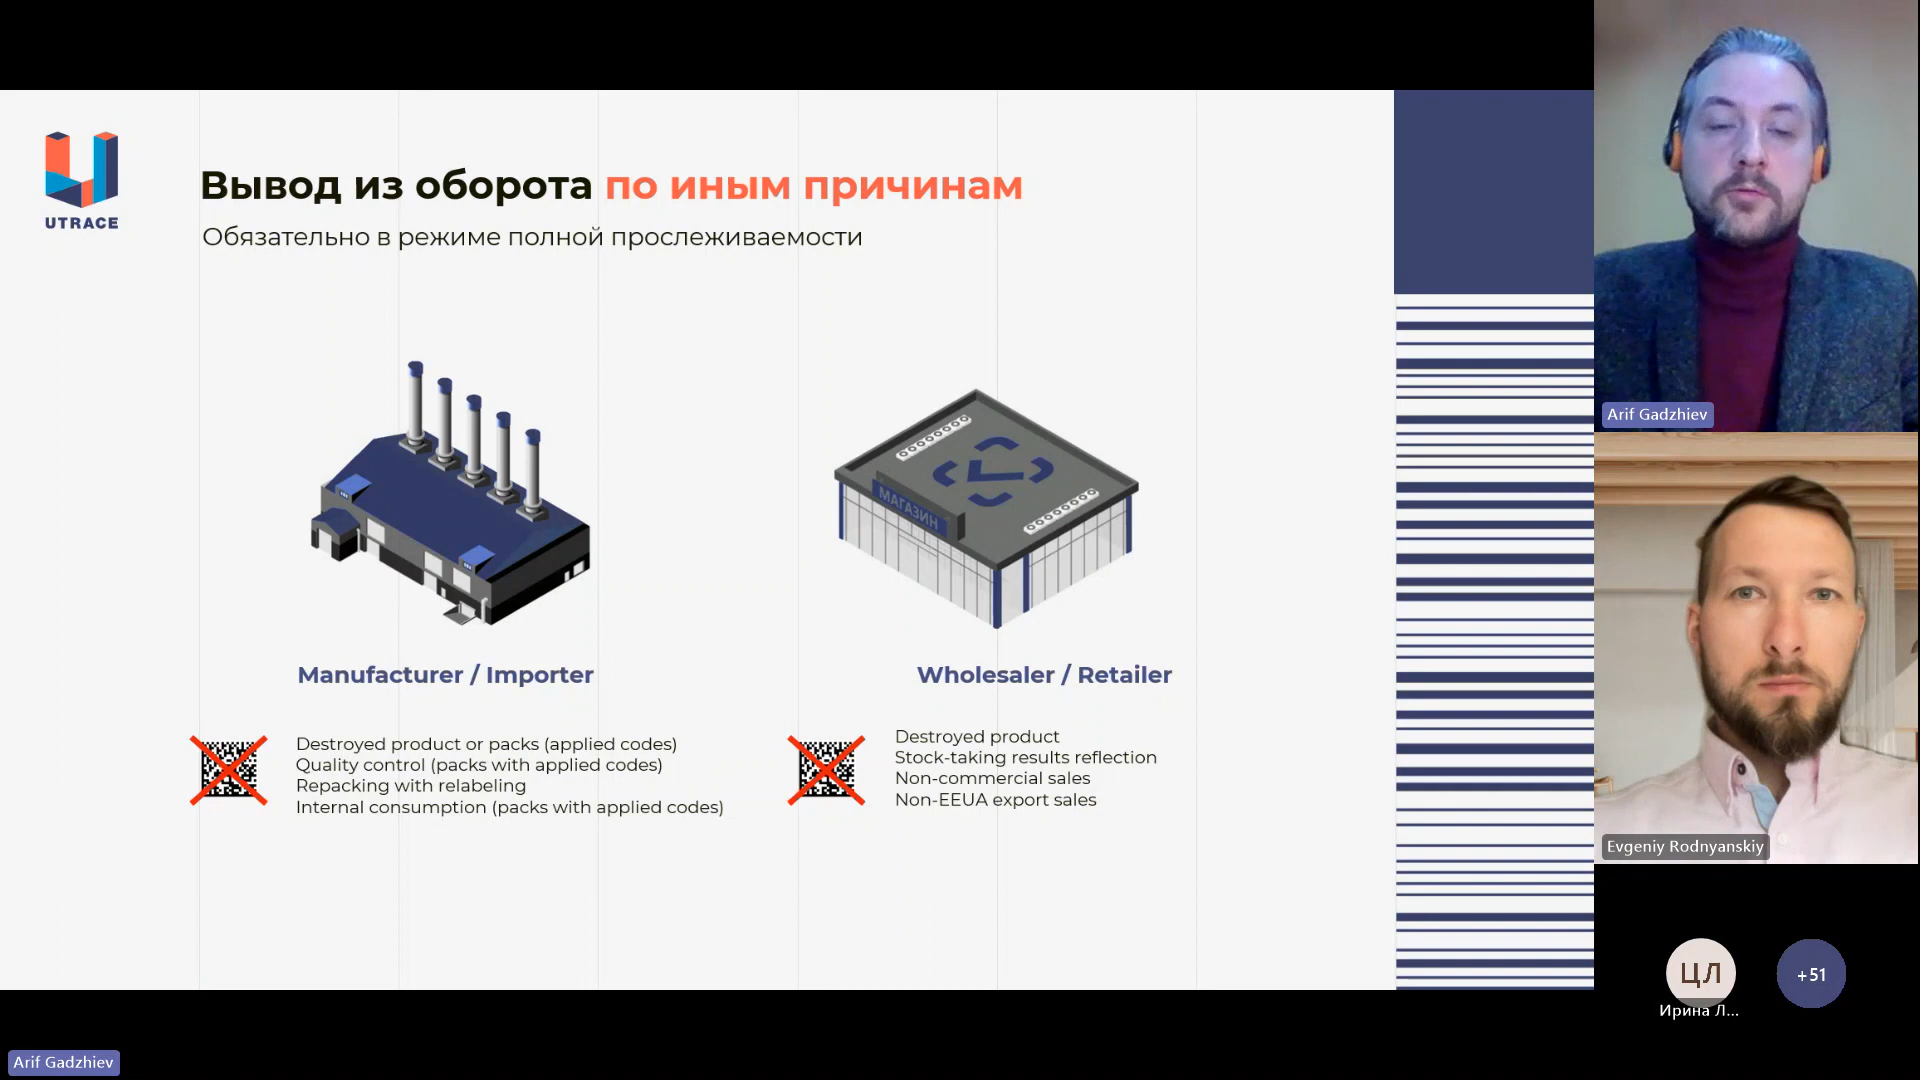 UTRACE
Вывод из оборота по иным причинам
Обязательно в режиме полной прослеживаемости
МАГАЗИН
Manufacturer / Importer
Wholesaler / Retailer
Destroyed product or packs (applied codes)
Quality control (packs with applied codes)
Repacking with relabeling
Internal consumption (packs with applied codes)
Destroyed product
Stock-taking results reflection
Non-commercial sales
Non-EEUA export sales
Arif Gadzhiev
Evgeniy Rodnyanskiy
ЦЛ
Ирина Л...
+51
Arif Gadzhiev